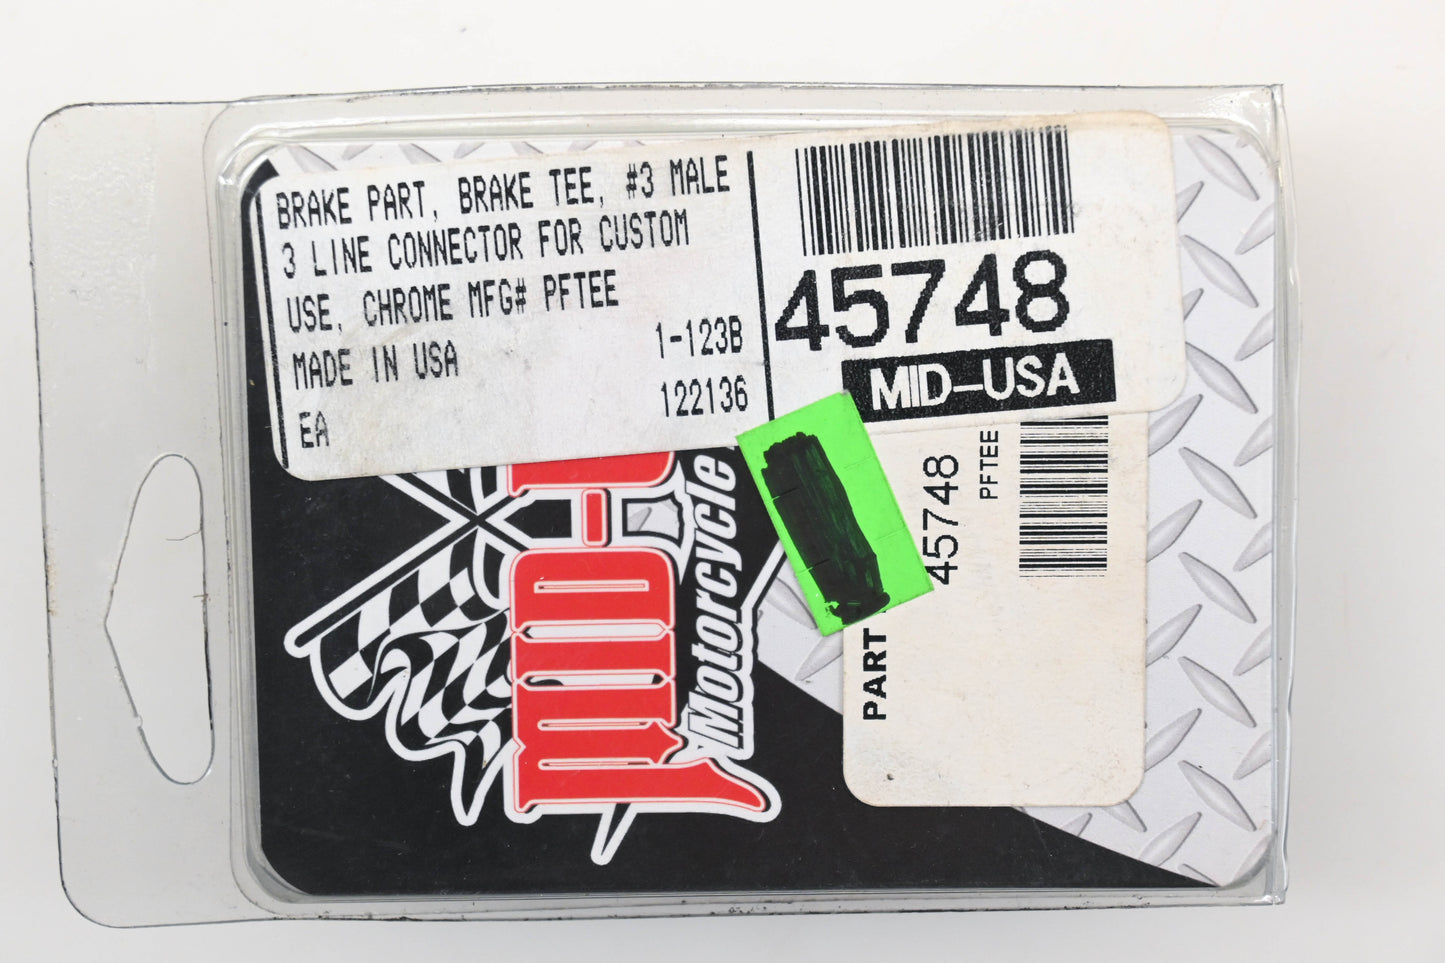 BRAKE PART, BRAKE TEE, #3 MALE
3 LINE CONNECTOR FOR CUSTOM
USE, CHROME MFG# PFTEE
MADE IN USA
1-123B
EA
122136
45748
MID-USA
45748
PFTEE
PART
MID-
Motorcycle